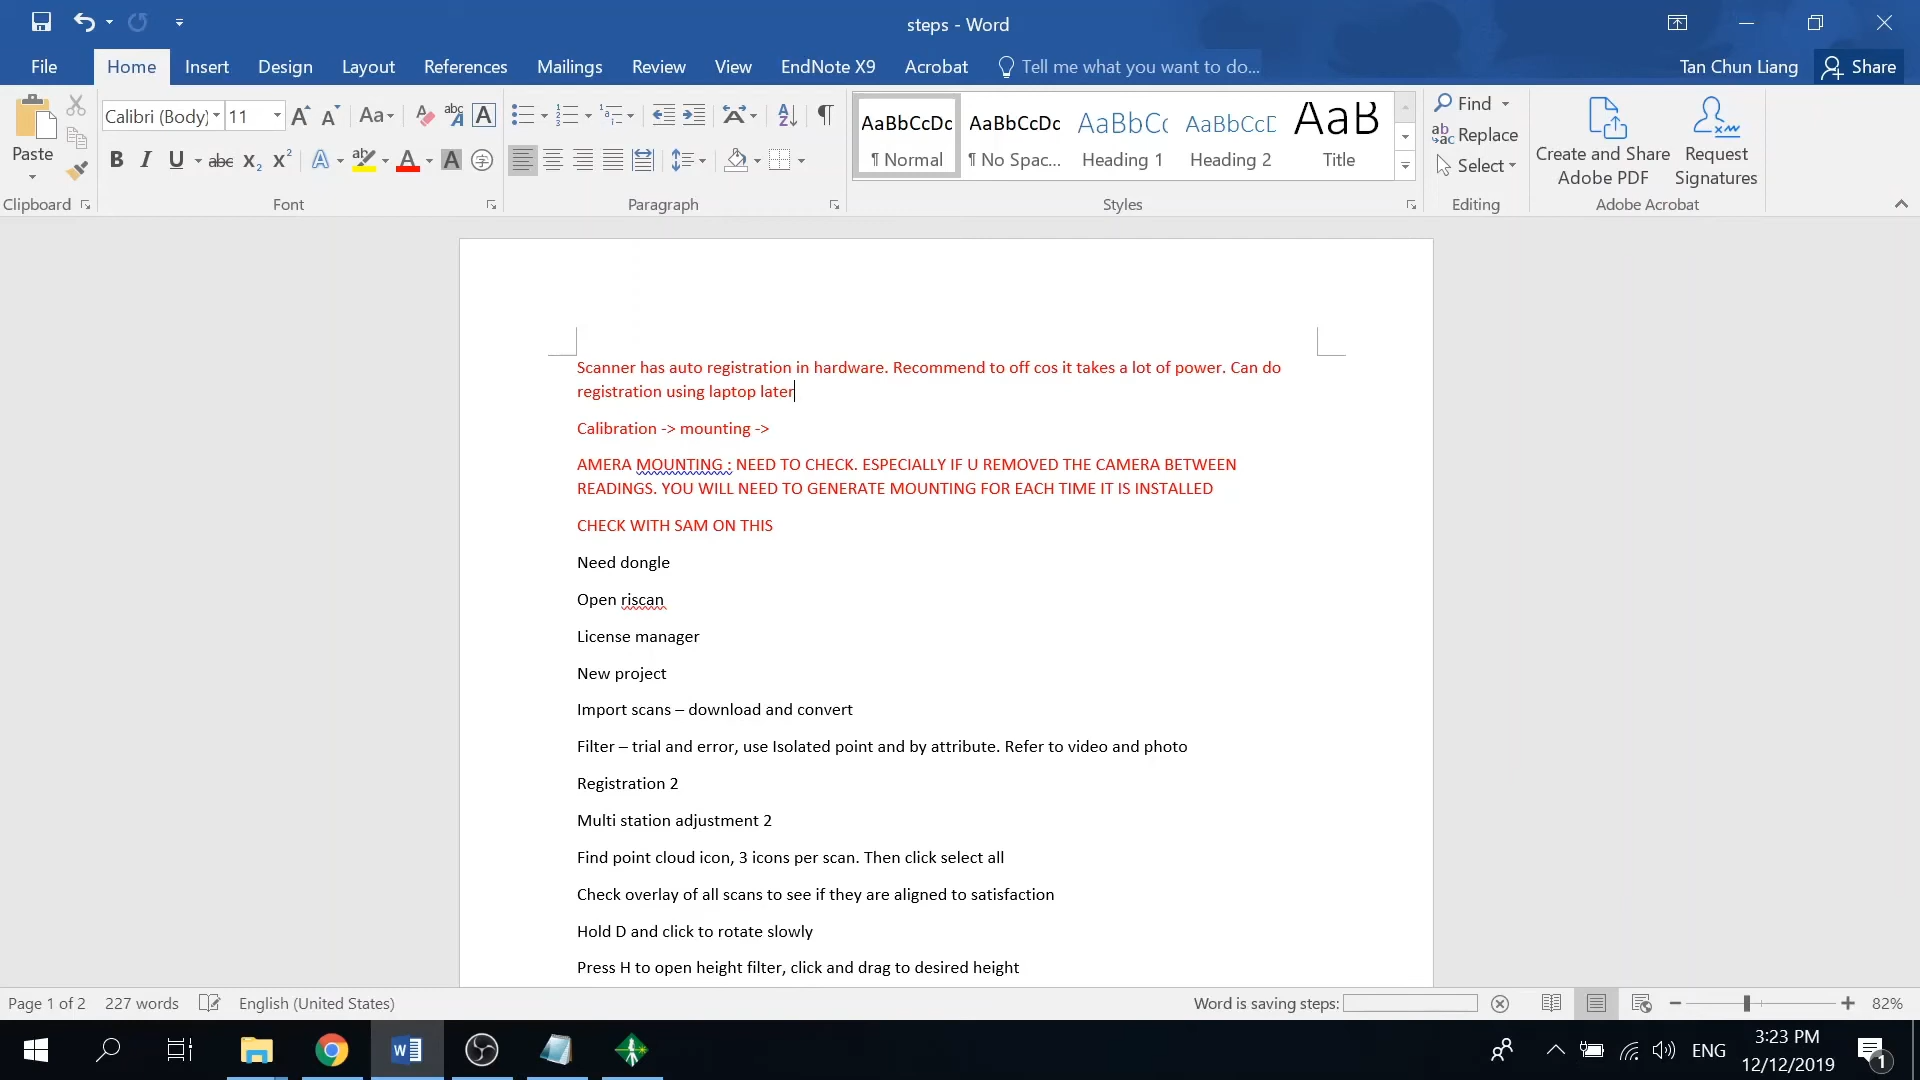 steps - Word
File Home Insert Design Layout References Mailings Review View EndNote X9 Acrobat Tell me what you want to do... Tan Chun Liang Share
Paste
Clipboard
Calibri (Body) 11 Aa abc A
B I U abc X2 X2 A ab A A 字
Font
A Z ¶
Paragraph
AaBbCcDc AaBbCcDc AaBbCc AaBbCcD AaB
¶ Normal ¶ No Spac... Heading 1 Heading 2 Title
Styles
Find
Replace
Select
Editing
Create and Share Adobe PDF
Request Signatures
Adobe Acrobat
Scanner has auto registration in hardware. Recommend to off cos it takes a lot of power. Can do
registration using laptop later
Calibration -> mounting ->
AMERA MOUNTING : NEED TO CHECK. ESPECIALLY IF U REMOVED THE CAMERA BETWEEN
READINGS. YOU WILL NEED TO GENERATE MOUNTING FOR EACH TIME IT IS INSTALLED
CHECK WITH SAM ON THIS
Need dongle
Open riscan
License manager
New project
Import scans – download and convert
Filter – trial and error, use Isolated point and by attribute. Refer to video and photo
Registration 2
Multi station adjustment 2
Find point cloud icon, 3 icons per scan. Then click select all
Check overlay of all scans to see if they are aligned to satisfaction
Hold D and click to rotate slowly
Press H to open height filter, click and drag to desired height
Page 1 of 2 227 words English (United States) Word is saving steps: 82%
ENG 3:23 PM 1
12/12/2019